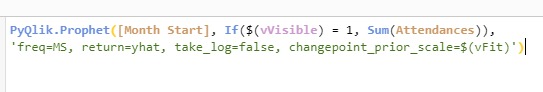 PyQlik.Prophet([Month Start], If($(vVisible) = 1, Sum(Attendances)),
'freq=MS, return=yhat, take_log=false, changepoint_prior_scale=$(vFit)')